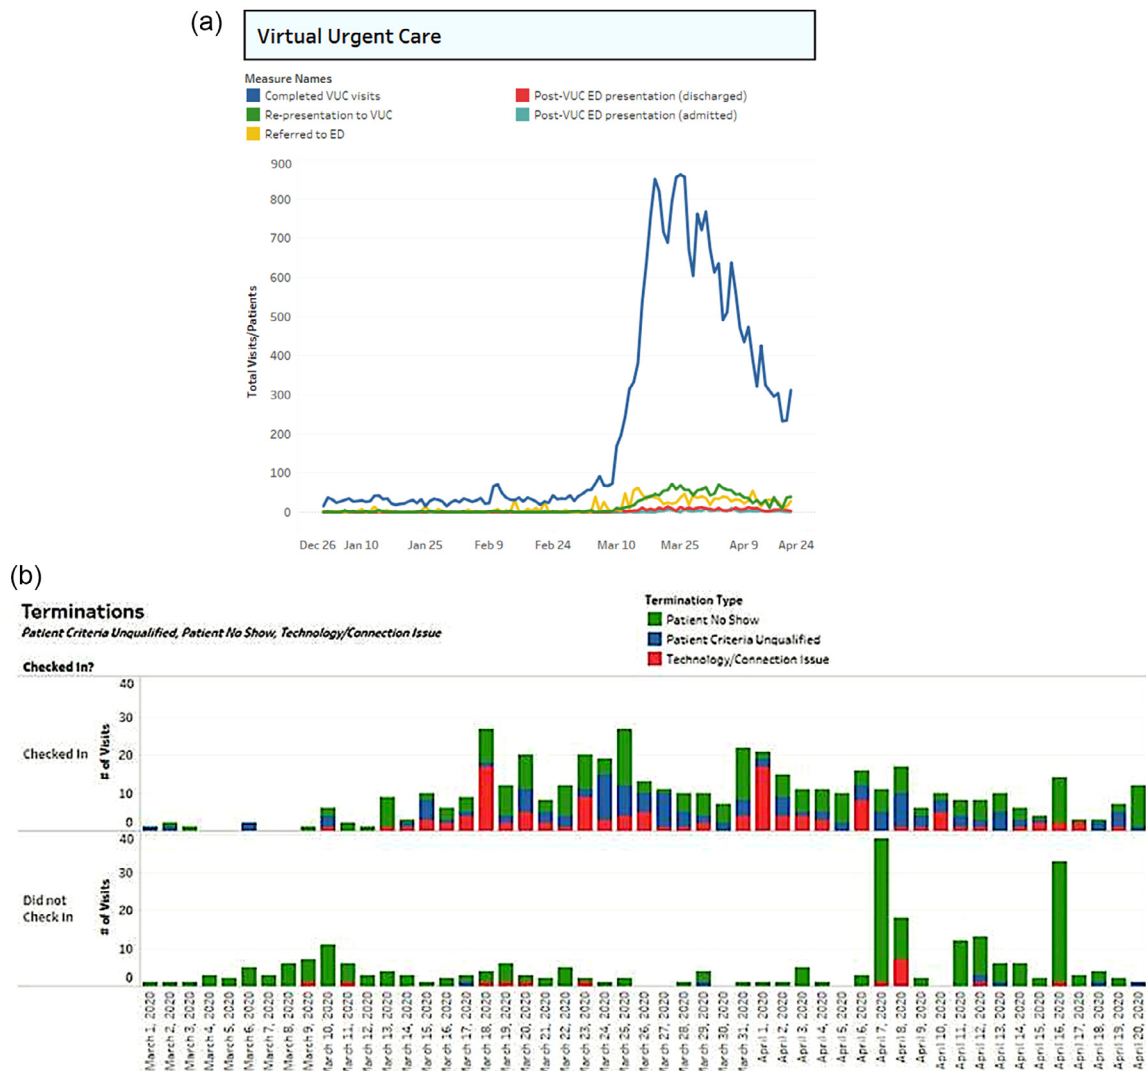 (a)
Virtual Urgent Care
Measure Names
Completed VUC visits
Re-presentation to VUC
Referred to ED
Post-VUC ED presentation (discharged)
Post-VUC ED presentation (admitted)
Total Visits/Patients
900
800
700
600
500
400
300
200
100
0
Dec 26 Jan 10 Jan 25 Feb 9 Feb 24 Mar 10 Mar 25 Apr 9 Apr 24
(b)
Terminations
Patient Criteria Unqualified, Patient No Show, Technology/Connection Issue
Termination Type
Patient No Show
Patient Criteria Unqualified
Technology/Connection Issue
Checked In?
Checked In
# of Visits
40
30
20
10
0
Did not
Check In
# of Visits
40
30
20
10
0
March 1, 2020
March 2, 2020
March 3, 2020
March 4, 2020
March 5, 2020
March 6, 2020
March 7, 2020
March 8, 2020
March 9, 2020
March 10, 2020
March 11, 2020
March 12, 2020
March 13, 2020
March 14, 2020
March 15, 2020
March 16, 2020
March 17, 2020
March 18, 2020
March 19, 2020
March 20, 2020
March 21, 2020
March 22, 2020
March 23, 2020
March 24, 2020
March 25, 2020
March 26, 2020
March 27, 2020
March 28, 2020
March 29, 2020
March 30, 2020
March 31, 2020
April 1, 2020
April 2, 2020
April 3, 2020
April 4, 2020
April 5, 2020
April 6, 2020
April 7, 2020
April 8, 2020
April 9, 2020
April 10, 2020
April 11, 2020
April 12, 2020
April 13, 2020
April 14, 2020
April 15, 2020
April 16, 2020
April 17, 2020
April 18, 2020
April 19, 2020
April 20, 2020